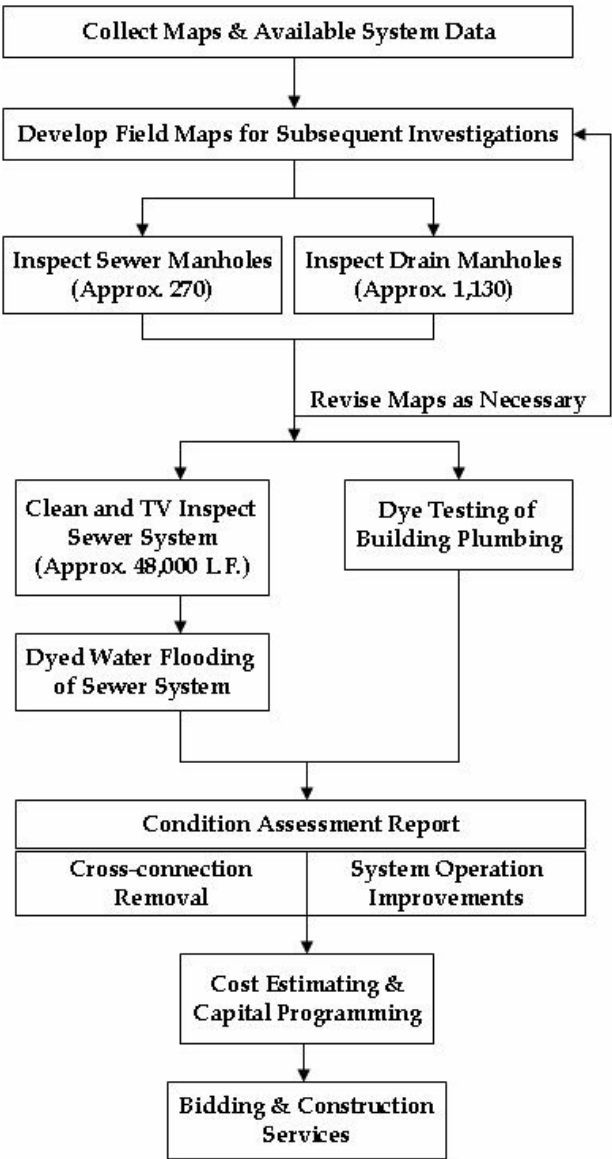 Collect Maps & Available System Data
Develop Field Maps for Subsequent Investigations
Inspect Sewer Manholes
(Approx. 270)
Inspect Drain Manholes
(Approx. 1,130)
Revise Maps as Necessary
Clean and TV Inspect
Sewer System
(Approx. 48,000 L.F.)
Dye Testing of
Building Plumbing
Dyed Water Flooding
of Sewer System
Condition Assessment Report
Cross-connection
Removal
System Operation
Improvements
Cost Estimating &
Capital Programming
Bidding & Construction
Services